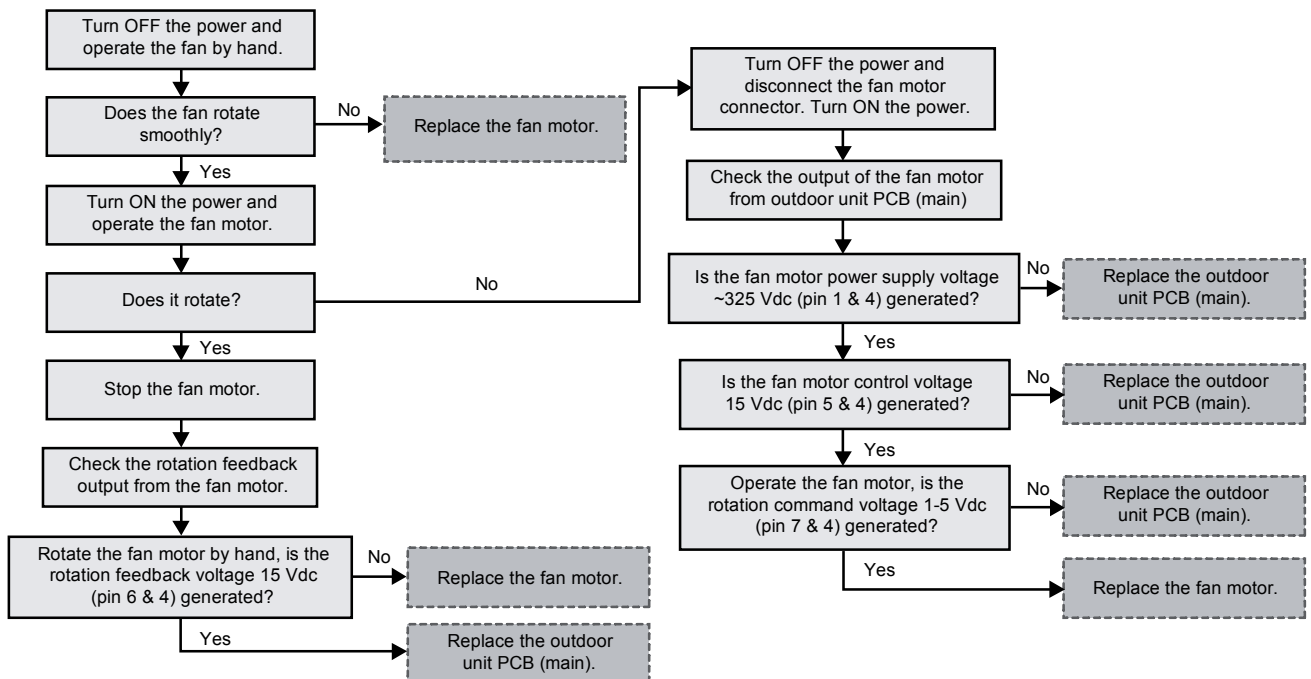 Turn OFF the power and
operate the fan by hand.
Does the fan rotate
smoothly?
No
Replace the fan motor.
Yes
Turn ON the power and
operate the fan motor.
Does it rotate?
No
Yes
Stop the fan motor.
Check the rotation feedback
output from the fan motor.
Rotate the fan motor by hand, is the
rotation feedback voltage 15 Vdc
(pin 6 & 4) generated?
No
Replace the fan motor.
Yes
Replace the outdoor
unit PCB (main).
Turn OFF the power and
disconnect the fan motor
connector. Turn ON the power.
Check the output of the fan motor
from outdoor unit PCB (main)
Is the fan motor power supply voltage
~325 Vdc (pin 1 & 4) generated?
No
Replace the outdoor
unit PCB (main).
Yes
Is the fan motor control voltage
15 Vdc (pin 5 & 4) generated?
No
Replace the outdoor
unit PCB (main).
Yes
Operate the fan motor, is the
rotation command voltage 1-5 Vdc
(pin 7 & 4) generated?
No
Replace the outdoor
unit PCB (main).
Yes
Replace the fan motor.